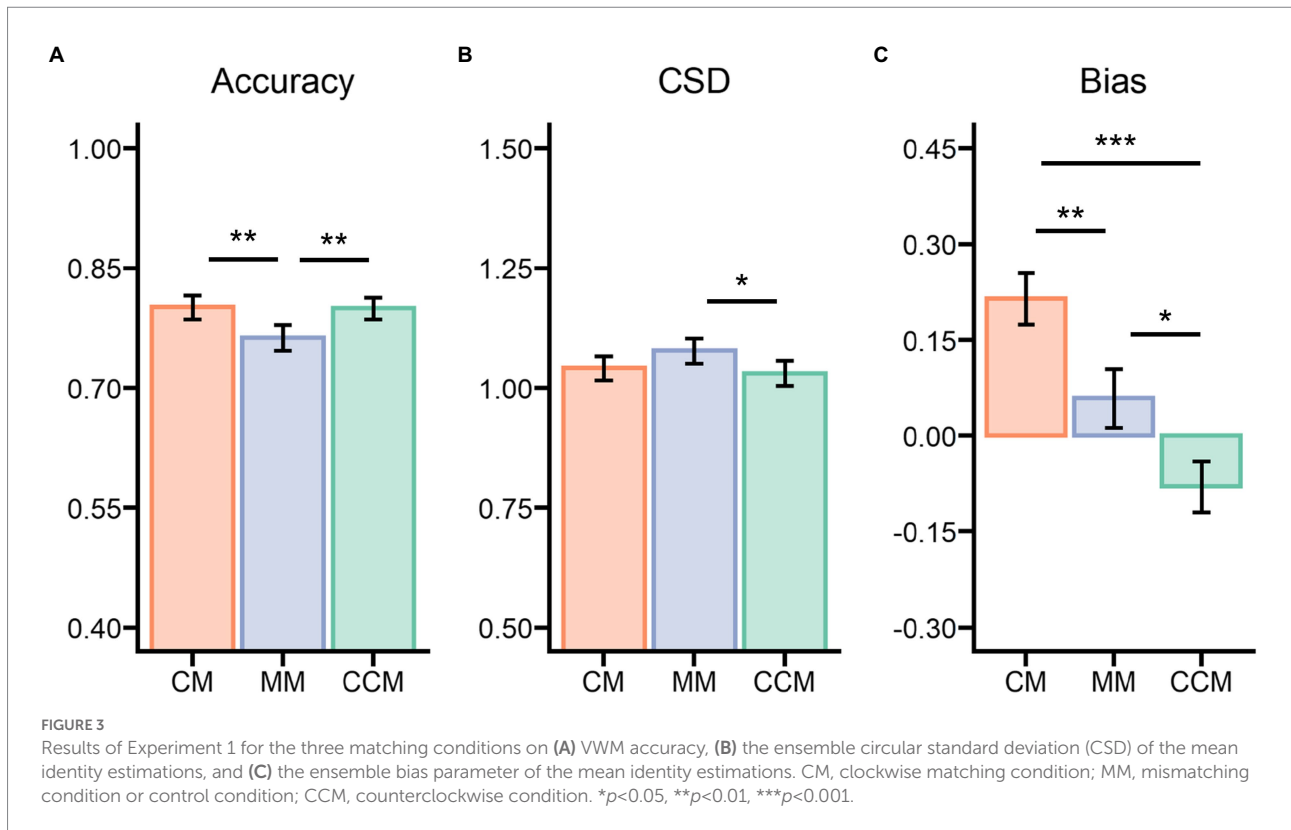 A
Accuracy
1.00
0.85
0.70
0.55
0.40
**
**
CM MM CCM
B
CSD
1.50
1.25
1.00
0.75
0.50
*
CM MM CCM
C
Bias
0.45
0.30
0.15
0.00
-0.15
-0.30
***
**
*
CM MM CCM
FIGURE 3
Results of Experiment 1 for the three matching conditions on (A) VWM accuracy, (B) the ensemble circular standard deviation (CSD) of the mean
identity estimations, and (C) the ensemble bias parameter of the mean identity estimations. CM, clockwise matching condition; MM, mismatching
condition or control condition; CCM, counterclockwise condition. *p<0.05, **p<0.01, ***p<0.001.